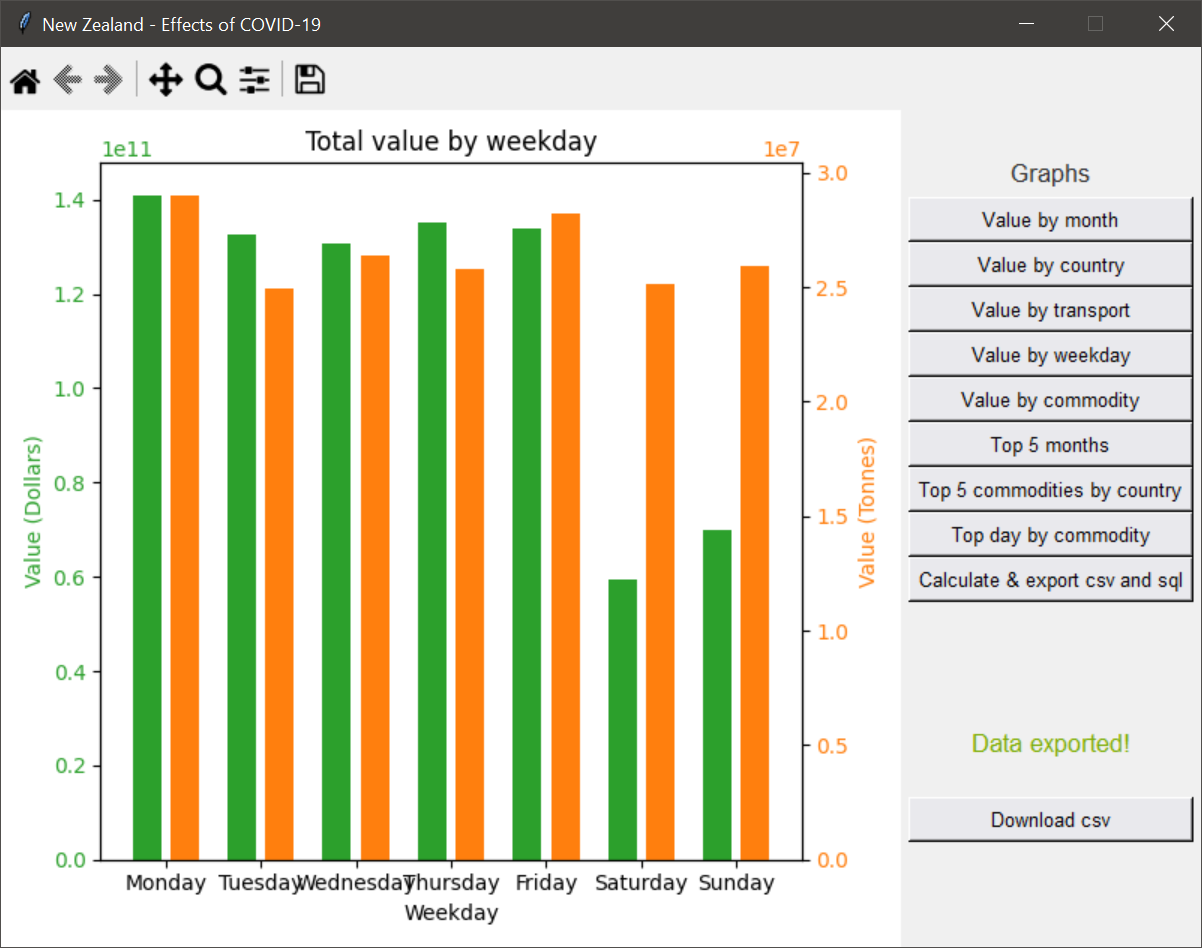 New Zealand - Effects of COVID-19
Total value by weekday
1e11
1e7
1.4
1.2
1.0
0.8
0.6
0.4
0.2
0.0
Value (Dollars)
3.0
2.5
2.0
1.5
1.0
0.5
0.0
Value (Tonnes)
Monday Tuesday Wednesday Thursday Friday Saturday Sunday
Weekday
Graphs
Value by month
Value by country
Value by transport
Value by weekday
Value by commodity
Top 5 months
Top 5 commodities by country
Top day by commodity
Calculate & export csv and sql
Data exported!
Download csv